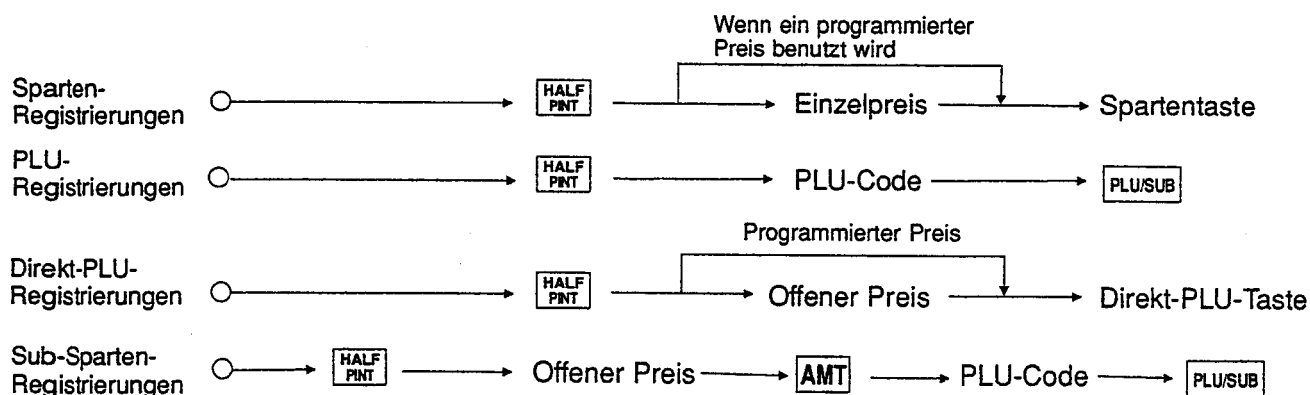 Wenn ein programmierter
Preis benutzt wird
Sparten-
Registrierungen
HALF
PINT
Einzelpreis
Spartentaste
PLU-
Registrierungen
HALF
PINT
PLU-Code
PLU/SUB
Programmierter Preis
Direkt-PLU-
Registrierungen
HALF
PINT
Offener Preis
Direkt-PLU-Taste
Sub-Sparten-
Registrierungen
HALF
PINT
Offener Preis
AMT
PLU-Code
PLU/SUB